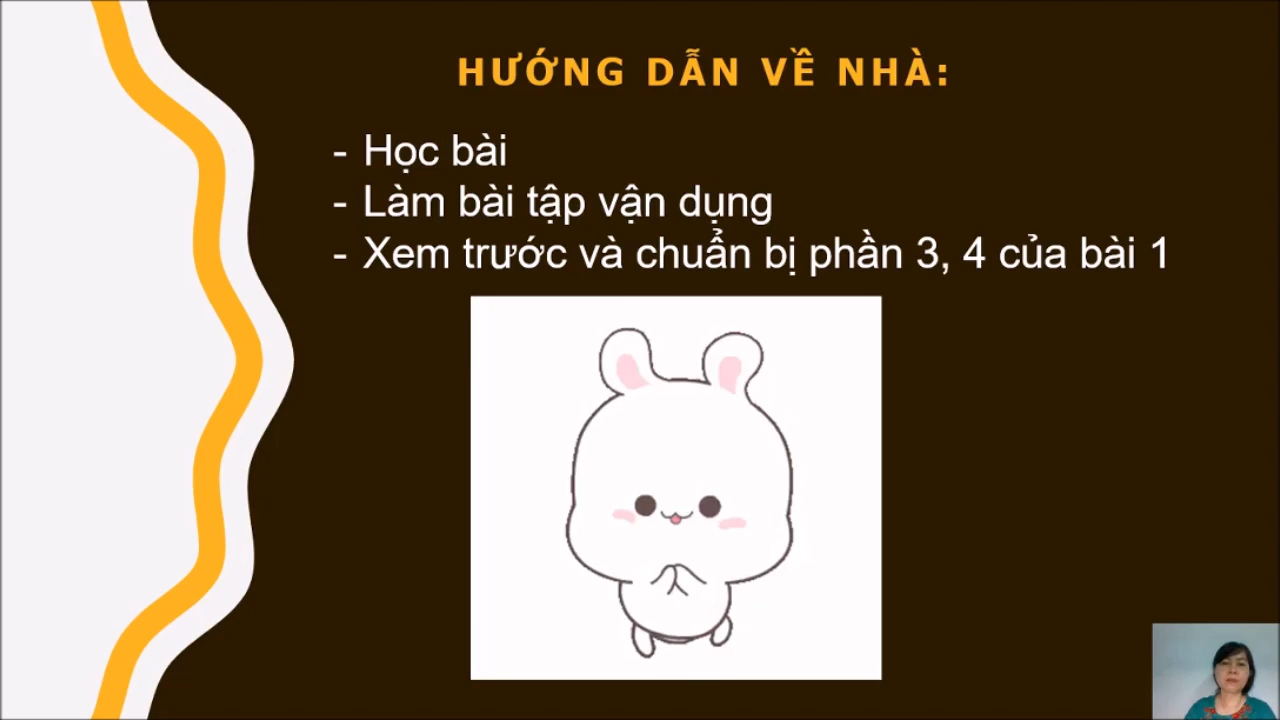 HƯỚNG DẪN VỀ NHÀ:
- Học bài
- Làm bài tập vận dụng
- Xem trước và chuẩn bị phần 3, 4 của bài 1